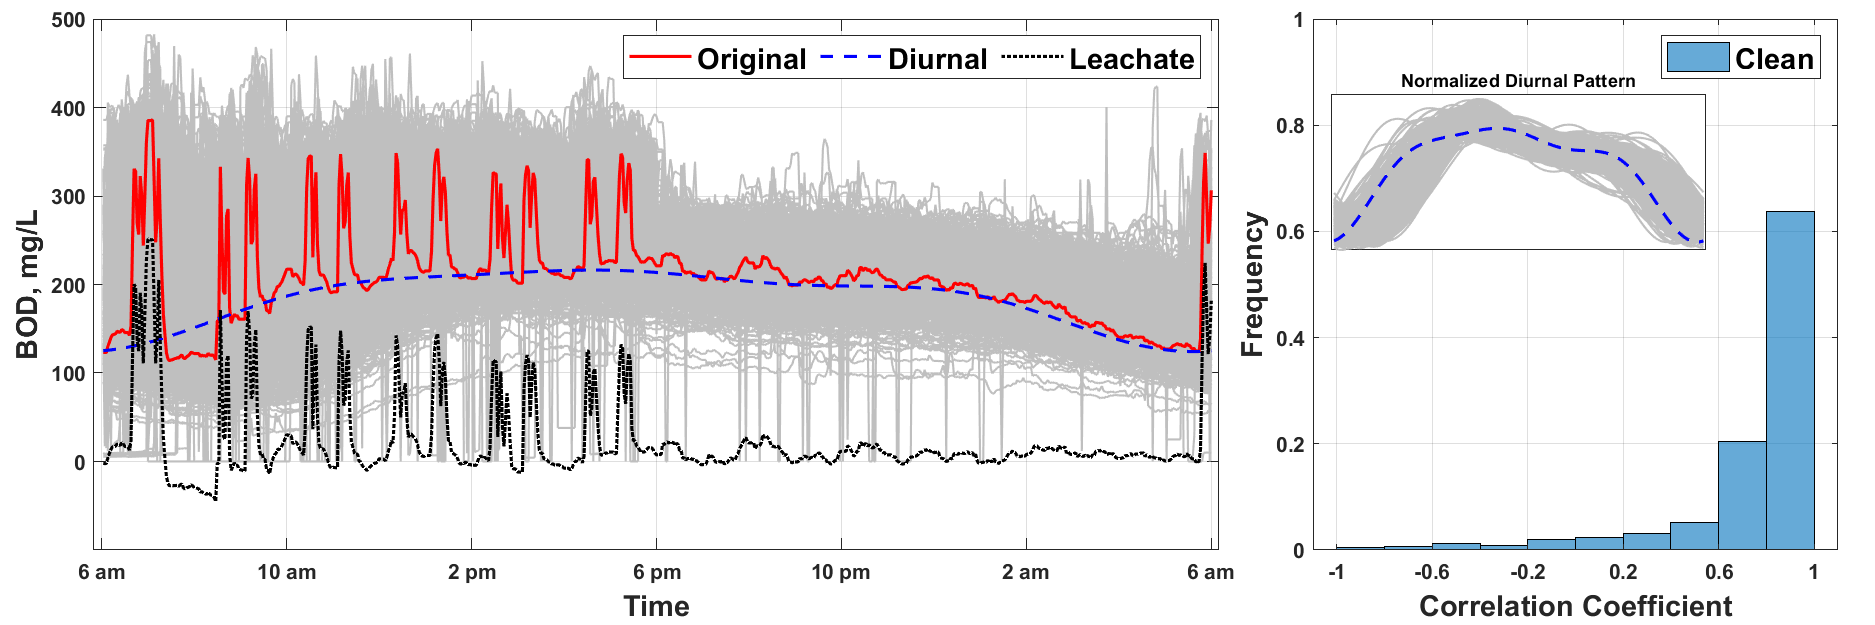 500
400
300
200
100
0
BOD, mg/L
Original Diurnal Leachate
6 am 10 am 2 pm 6 pm 10 pm 2 am 6 am
Time
1
0.8
0.6
0.4
0.2
0
Frequency
Clean
Normalized Diurnal Pattern
-1 -0.6 -0.2 0.2 0.6 1
Correlation Coefficient